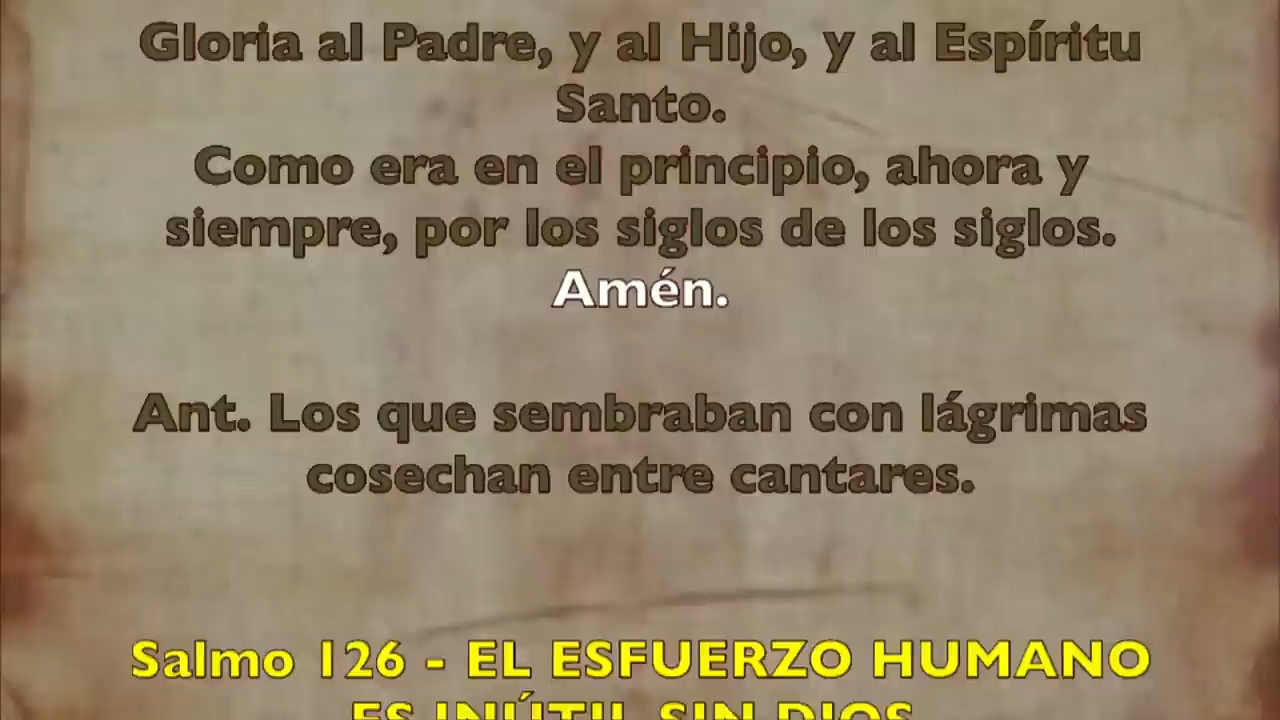 Gloria al Padre, y al Hijo, y al Espíritu
Santo.
Como era en el principio, ahora y
siempre, por los siglos de los siglos.
Amén.
Ant. Los que sembraban con lágrimas
cosechan entre cantares.
Salmo 126 - EL ESFUERZO HUMANO
ES INÚTIL SIN DIOS